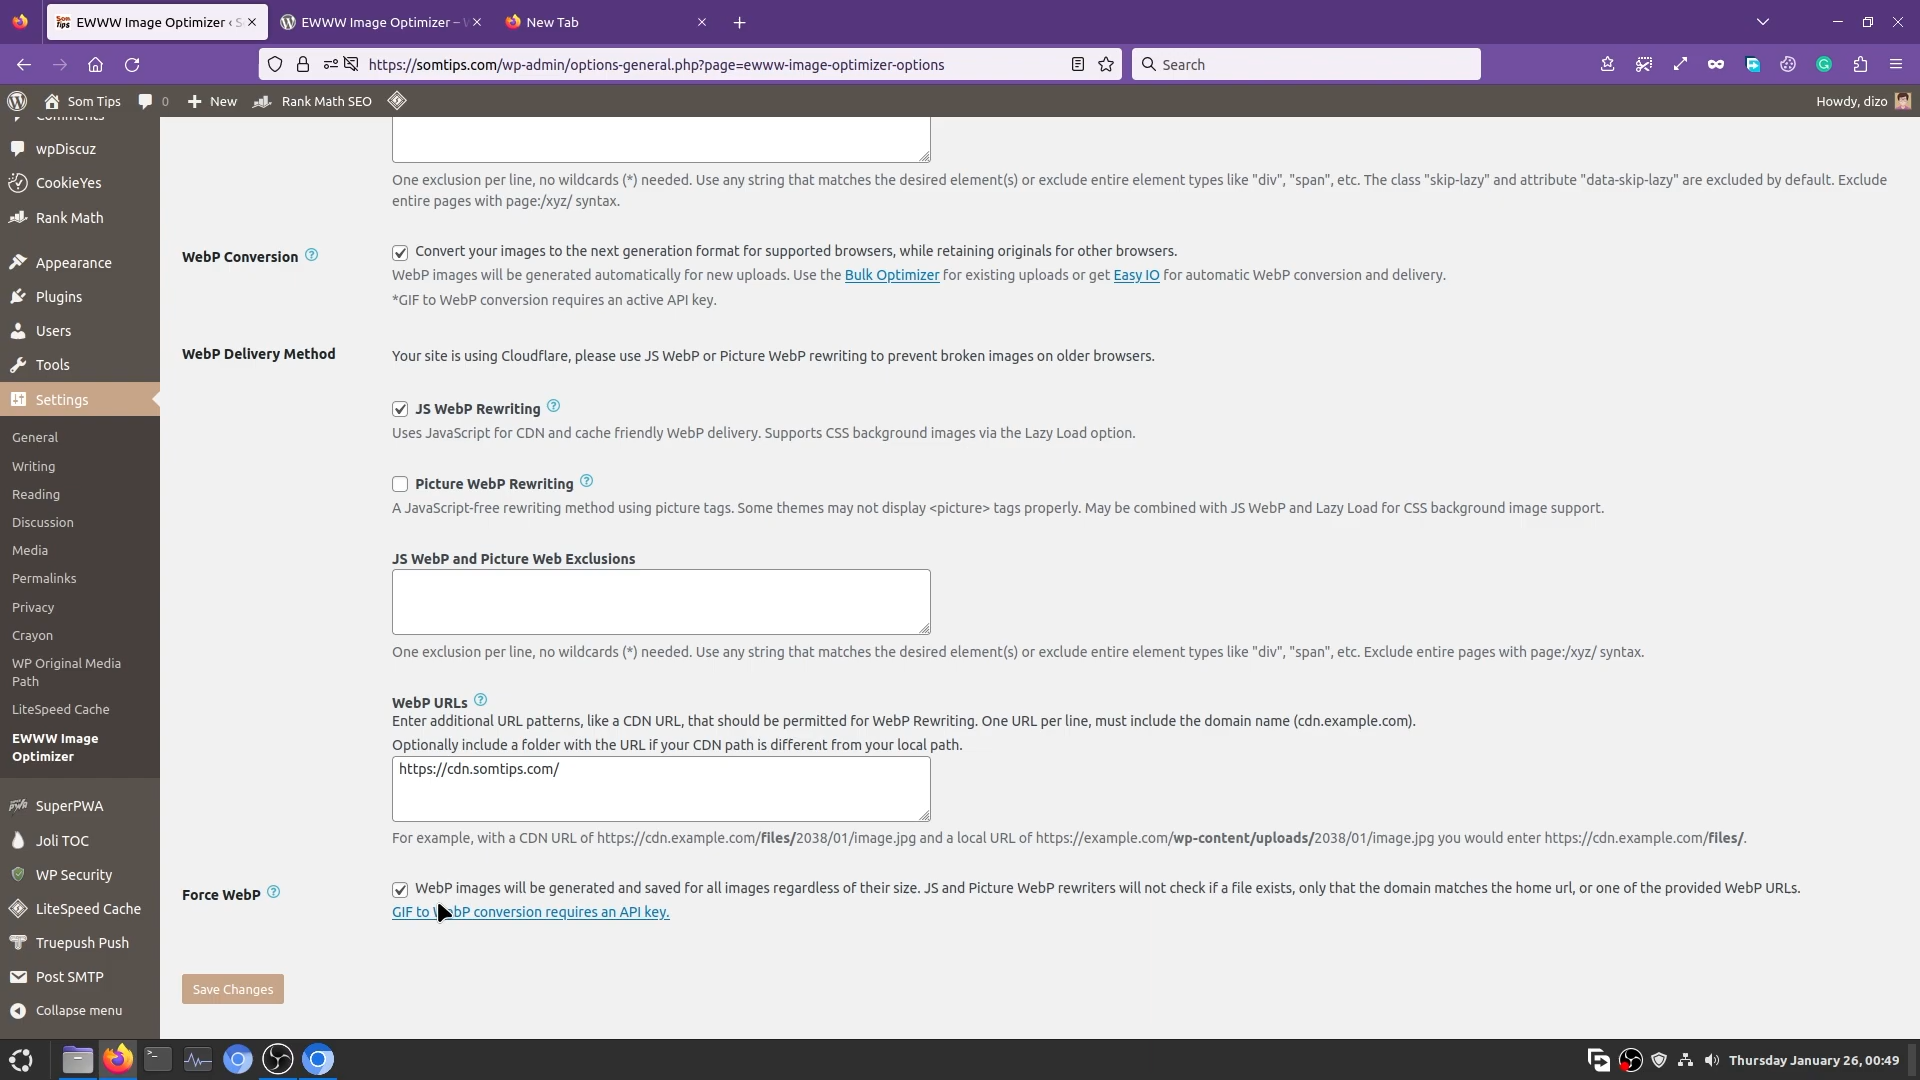 EWWW Image Optimizer ‹ S
EWWW Image Optimizer –
New Tab
https://somtips.com/wp-admin/options-general.php?page=ewww-image-optimizer-options
Search
Som Tips
0
New
Rank Math SEO
Howdy, dizo
Comments
wpDiscuz
CookieYes
Rank Math
Appearance
Plugins
Users
Tools
Settings
General
Writing
Reading
Discussion
Media
Permalinks
Privacy
Crayon
WP Original Media
Path
LiteSpeed Cache
EWWW Image
Optimizer
SuperPWA
Joli TOC
WP Security
LiteSpeed Cache
Truepush Push
Post SMTP
Collapse menu
One exclusion per line, no wildcards (*) needed. Use any string that matches the desired element(s) or exclude entire element types like "div", "span", etc. The class "skip-lazy" and attribute "data-skip-lazy" are excluded by default. Exclude
entire pages with page:/xyz/ syntax.
WebP Conversion
Convert your images to the next generation format for supported browsers, while retaining originals for other browsers.
WebP images will be generated automatically for new uploads. Use the Bulk Optimizer for existing uploads or get Easy IO for automatic WebP conversion and delivery.
*GIF to WebP conversion requires an active API key.
WebP Delivery Method
Your site is using Cloudflare, please use JS WebP or Picture WebP rewriting to prevent broken images on older browsers.
JS WebP Rewriting
Uses JavaScript for CDN and cache friendly WebP delivery. Supports CSS background images via the Lazy Load option.
Picture WebP Rewriting
A JavaScript-free rewriting method using picture tags. Some themes may not display <picture> tags properly. May be combined with JS WebP and Lazy Load for CSS background image support.
JS WebP and Picture Web Exclusions
One exclusion per line, no wildcards (*) needed. Use any string that matches the desired element(s) or exclude entire element types like "div", "span", etc. Exclude entire pages with page:/xyz/ syntax.
WebP URLs
Enter additional URL patterns, like a CDN URL, that should be permitted for WebP Rewriting. One URL per line, must include the domain name (cdn.example.com).
Optionally include a folder with the URL if your CDN path is different from your local path.
https://cdn.somtips.com/
For example, with a CDN URL of https://cdn.example.com/files/2038/01/image.jpg and a local URL of https://example.com/wp-content/uploads/2038/01/image.jpg you would enter https://cdn.example.com/files/.
Force WebP
WebP images will be generated and saved for all images regardless of their size. JS and Picture WebP rewriters will not check if a file exists, only that the domain matches the home url, or one of the provided WebP URLs.
GIF to WebP conversion requires an API key.
Save Changes
Thursday January 26, 00:49